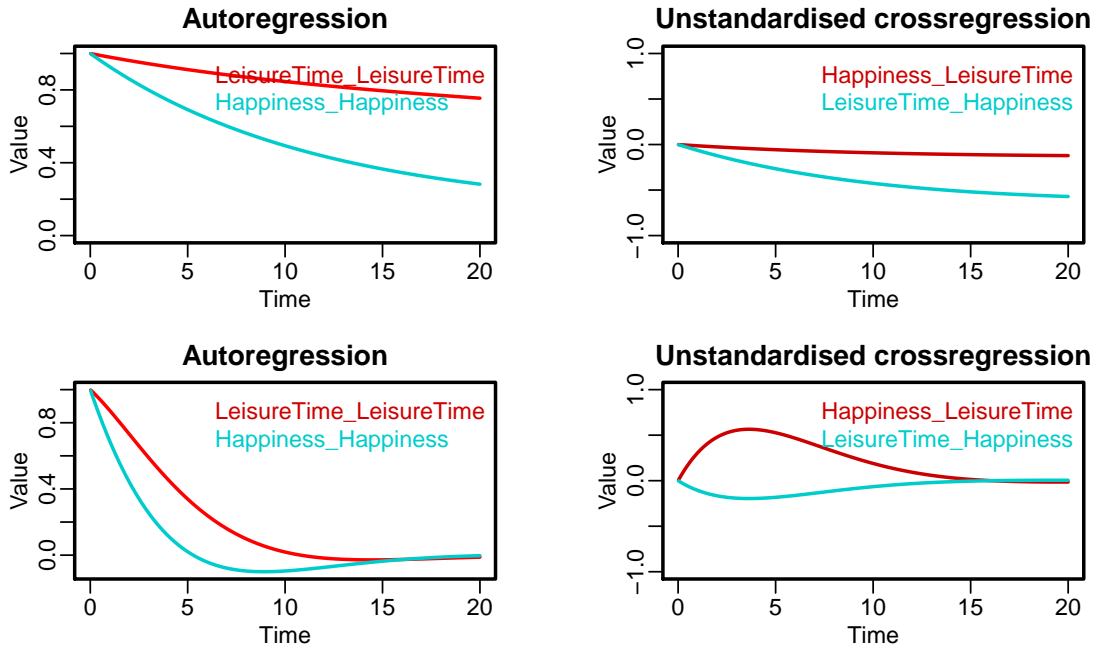 Autoregression
Value
0.0 0.4 0.8
LeisureTime_LeisureTime
Happiness_Happiness
0 5 10 15 20
Time
Unstandardised crossregression
Value
−1.0 0.0 1.0
Happiness_LeisureTime
LeisureTime_Happiness
0 5 10 15 20
Time
Autoregression
Value
0.0 0.4 0.8
LeisureTime_LeisureTime
Happiness_Happiness
0 5 10 15 20
Time
Unstandardised crossregression
Value
−1.0 0.0 1.0
Happiness_LeisureTime
LeisureTime_Happiness
0 5 10 15 20
Time